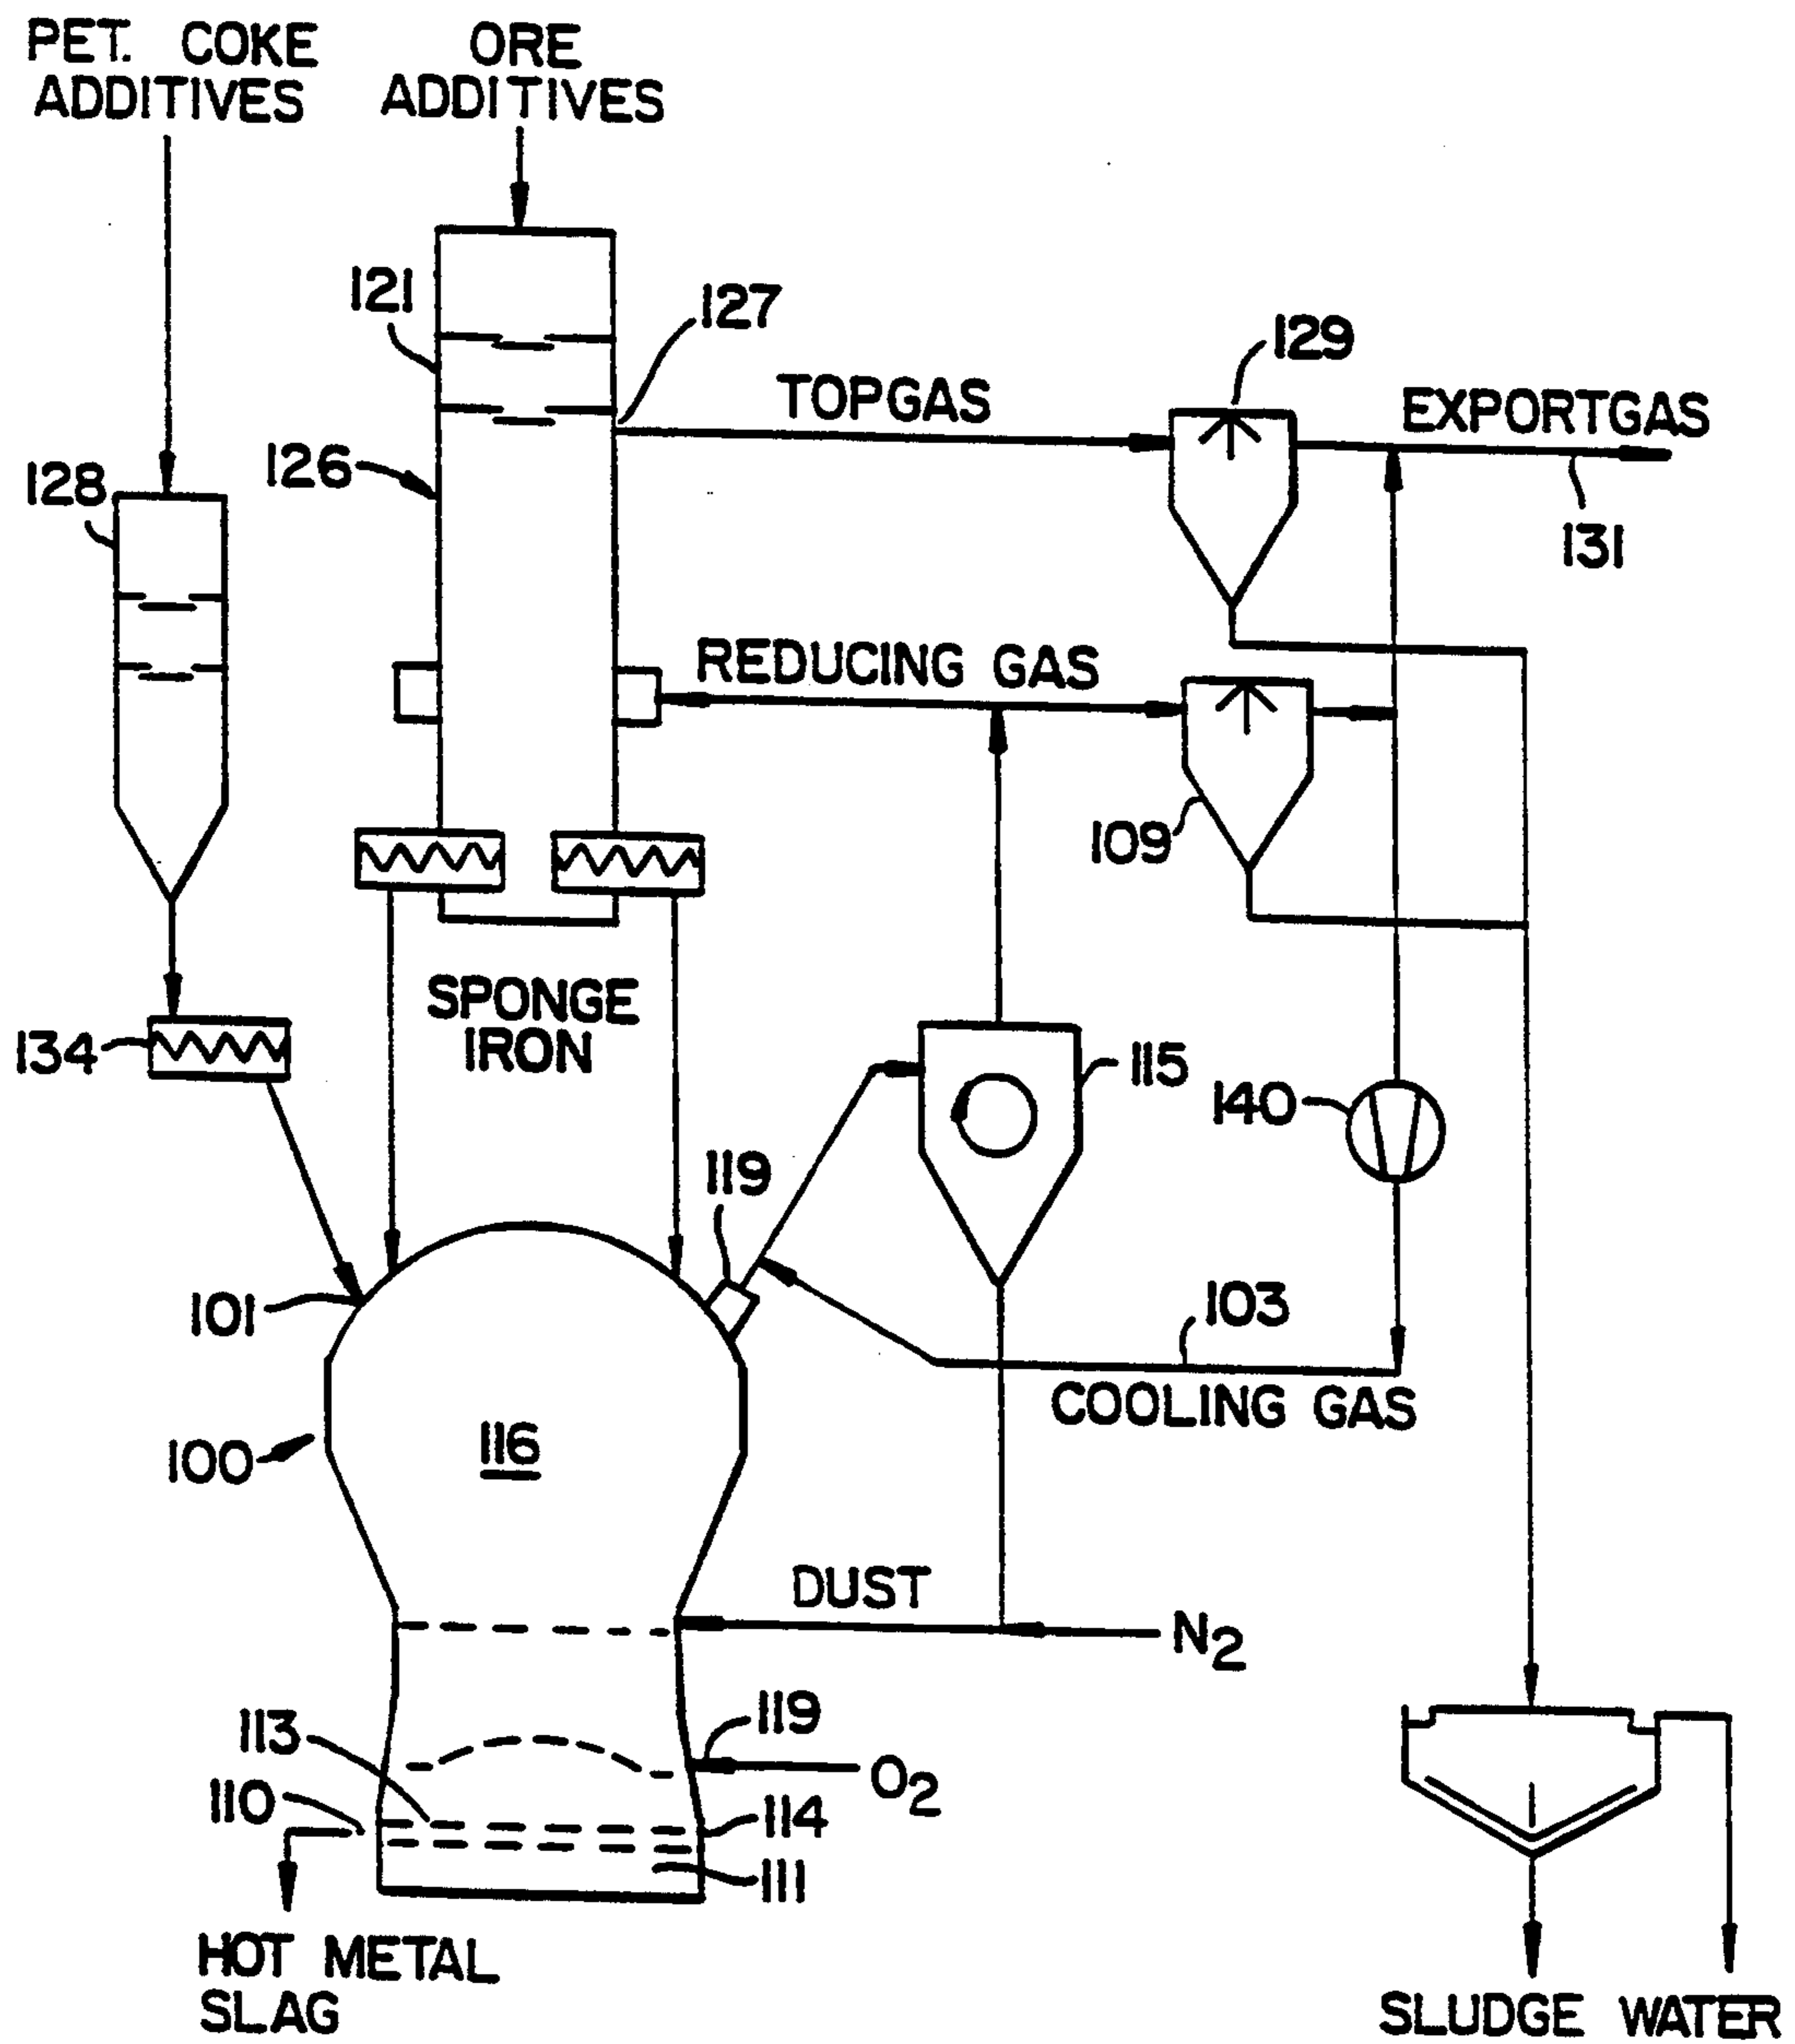 PET. COKE
ADDITIVES
ORE
ADDITIVES
121
127
129
TOPGAS
EXPORTGAS
126
128
131
REDUCING GAS
109
SPONGE
IRON
134
115
140
119
101
103
COOLING GAS
100
116
DUST
N2
113
119
110
O2
114
111
HOT METAL
SLAG
SLUDGE WATER